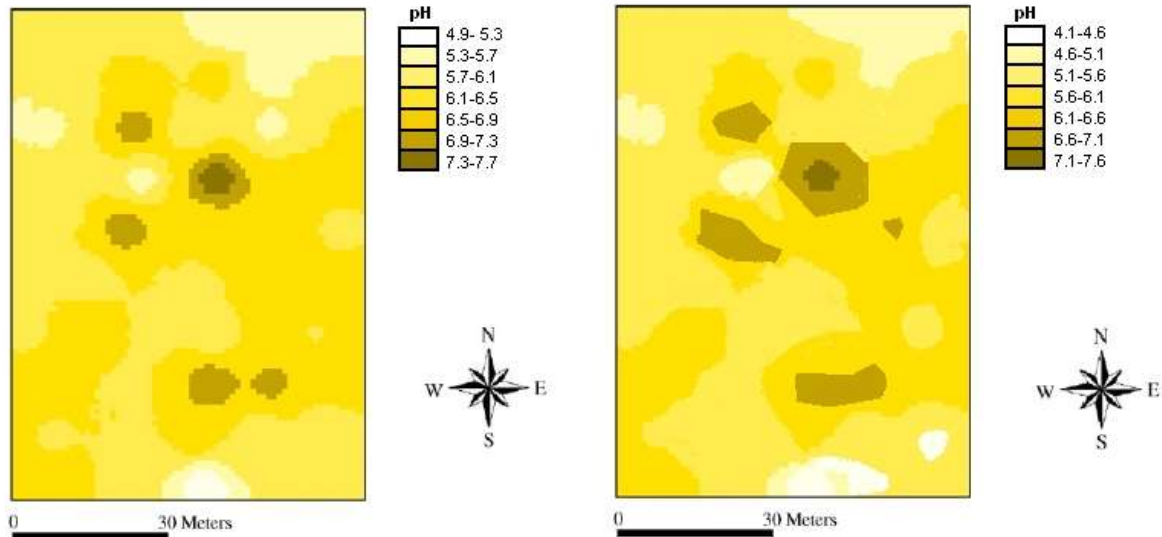 pH
4.9- 5.3
5.3-5.7
5.7-6.1
6.1-6.5
6.5-6.9
6.9-7.3
7.3-7.7
N
W E
S
0 30 Meters
pH
4.1-4.6
4.6-5.1
5.1-5.6
5.6-6.1
6.1-6.6
6.6-7.1
7.1-7.6
N
W E
S
0 30 Meters